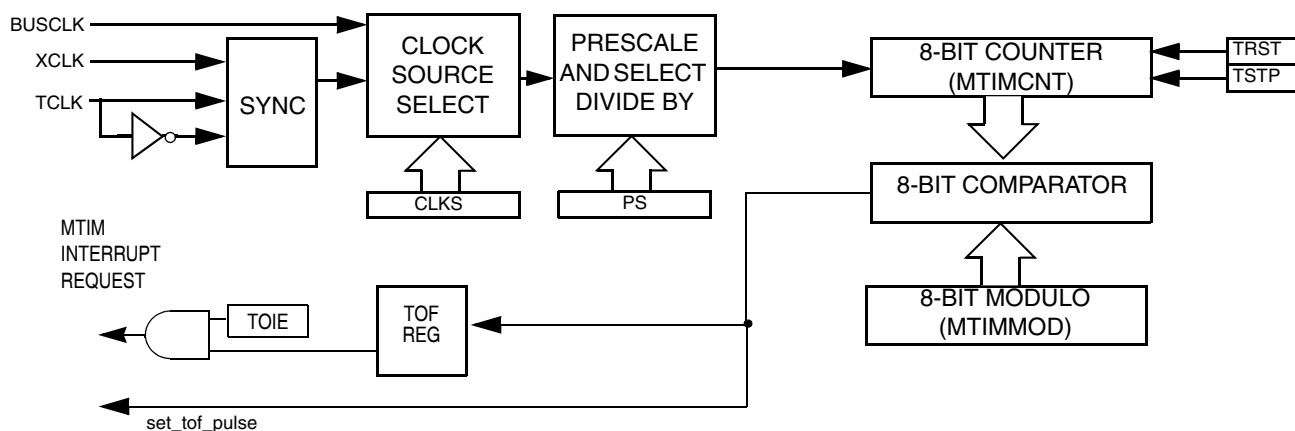 BUSCLK
XCLK
TCLK
SYNC
CLOCK
SOURCE
SELECT
PRESCALE
AND SELECT
DIVIDE BY
8-BIT COUNTER
(MTIMCNT)
TRST
TSTP
CLKS
PS
8-BIT COMPARATOR
MTIM
INTERRUPT
REQUEST
8-BIT MODULO
(MTIMMOD)
TOIE
TOF
REG
set_tof_pulse